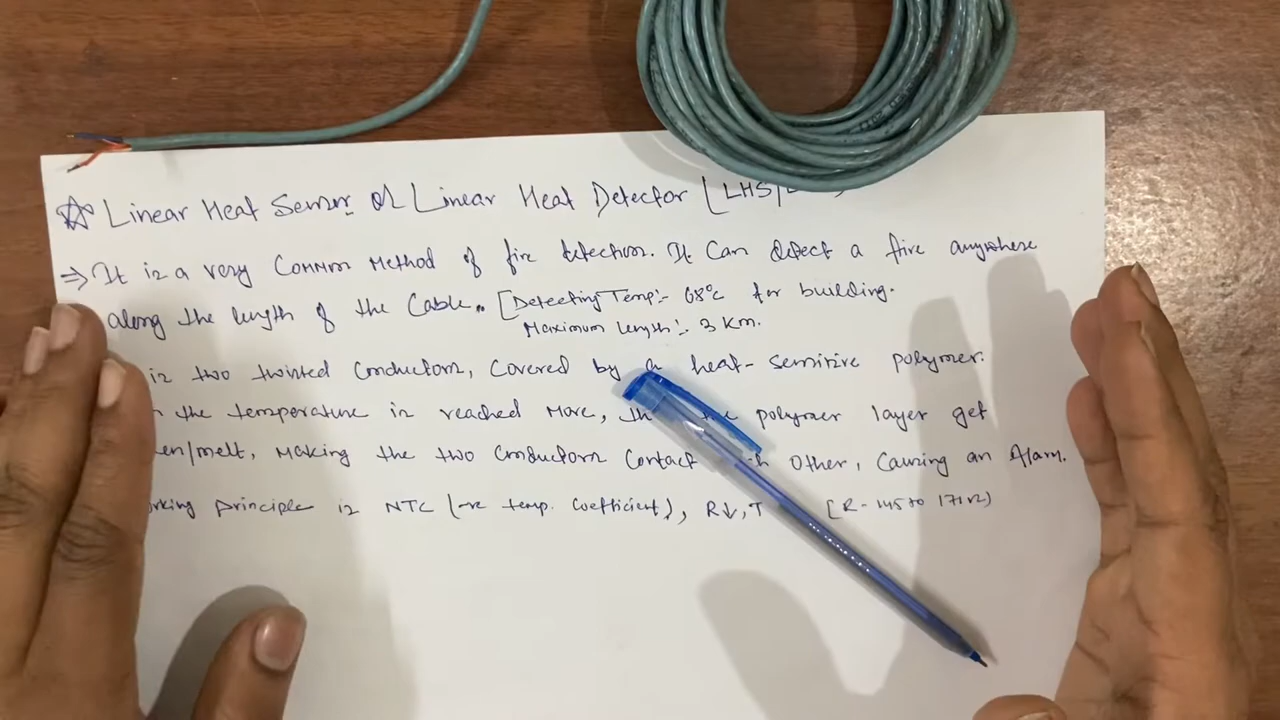 Linear Heat Sensor OR Linear Heat Detector [LHS/
⇒ It is a very common method of fire detection. It can detect a fire anywhere
along the length of the cable. [Detecting Temp:- 68°c for building.
Maximum length:- 3 Km.
is two twisted conductors, covered by a heat-sensitive polymer.
the temperature is reached more, the polymer layer get
en/melt, making the two conductors contact other, causing an Alarm.
rking principle is NTC (-ve temp. coefficient), R↓, T [R- 145 to 171Ω)